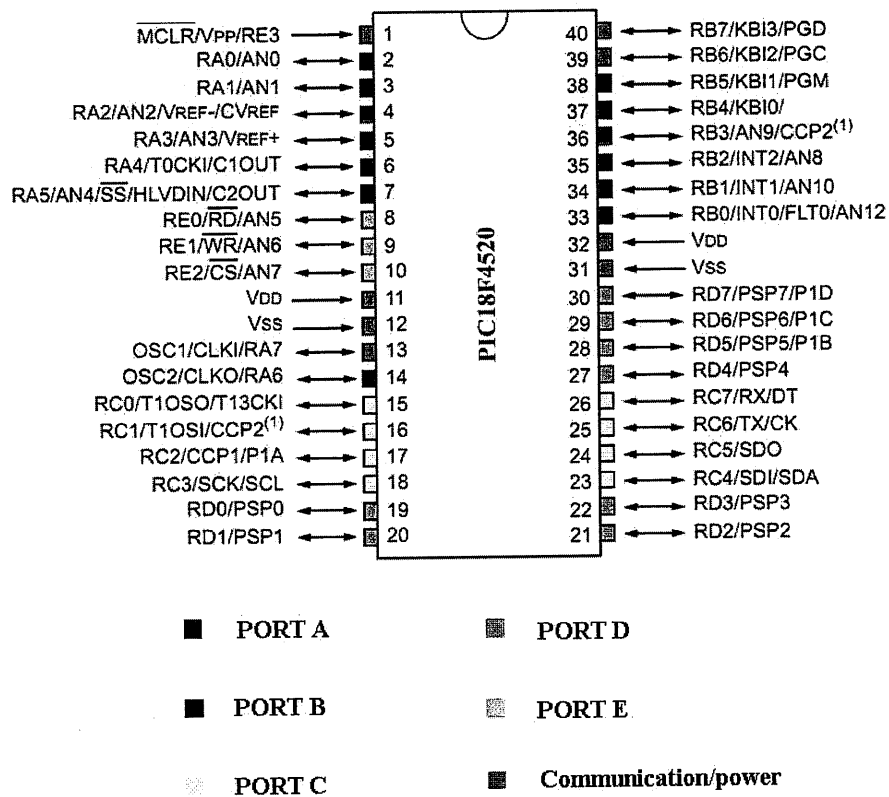 MCLR/VPP/RE3 1 40 RB7/KBI3/PGD
RA0/AN0 2 39 RB6/KBI2/PGC
RA1/AN1 3 38 RB5/KBI1/PGM
RA2/AN2/VREF-/CVREF 4 37 RB4/KBI0/
RA3/AN3/VREF+ 5 36 RB3/AN9/CCP2(1)
RA4/T0CKI/C1OUT 6 35 RB2/INT2/AN8
RA5/AN4/SS/HLVDIN/C2OUT 7 34 RB1/INT1/AN10
RE0/RD/AN5 8 33 RB0/INT0/FLT0/AN12
RE1/WR/AN6 9 32 VDD
RE2/CS/AN7 10 31 VSS
VDD 11 30 RD7/PSP7/P1D
VSS 12 29 RD6/PSP6/P1C
OSC1/CLKI/RA7 13 28 RD5/PSP5/P1B
OSC2/CLKO/RA6 14 27 RD4/PSP4
RC0/T1OSO/T13CKI 15 26 RC7/RX/DT
RC1/T1OSI/CCP2(1) 16 25 RC6/TX/CK
RC2/CCP1/P1A 17 24 RC5/SDO
RC3/SCK/SCL 18 23 RC4/SDI/SDA
RD0/PSP0 19 22 RD3/PSP3
RD1/PSP1 20 21 RD2/PSP2
PIC18F4520
PORT A PORT D
PORT B PORT E
PORT C Communication/power